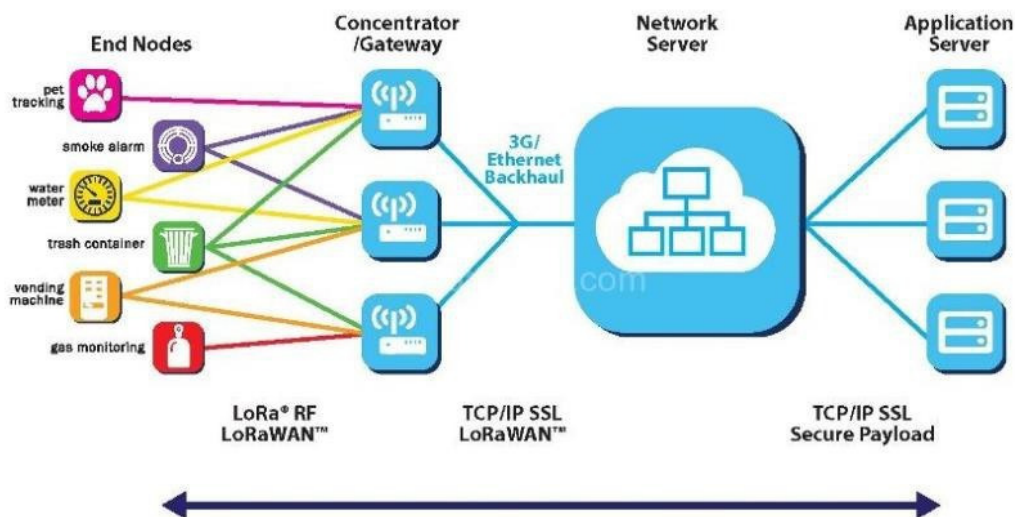 End Nodes
Concentrator
/Gateway
Network
Server
Application
Server
pet
tracking
smoke alarm
water
meter
trash container
vending
machine
gas monitoring
3G/
Ethernet
Backhaul
com
LoRa® RF
LoRaWAN™
TCP/IP SSL
LoRaWAN™
TCP/IP SSL
Secure Payload